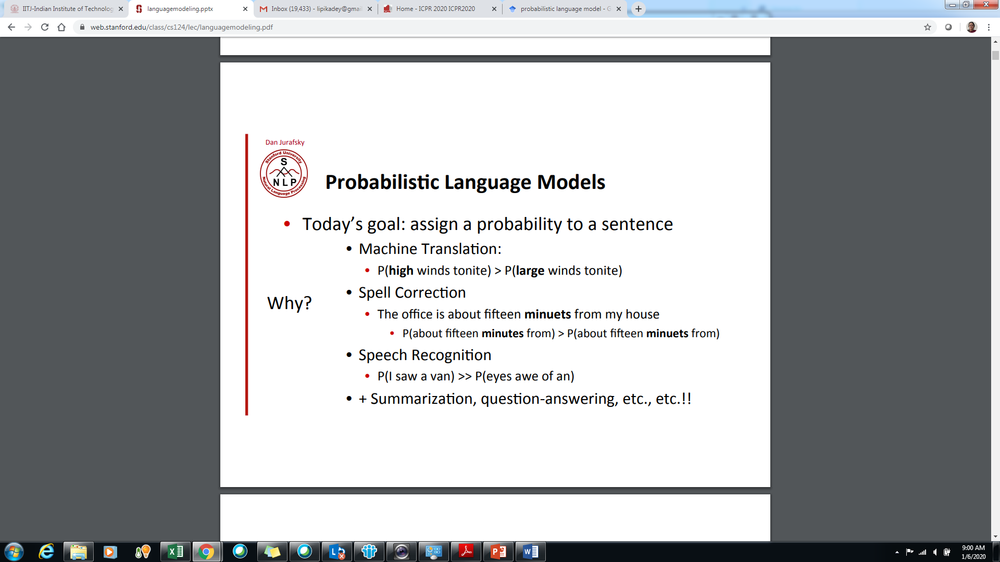 IITJ-Indian Institute of Technolog
languagemodeling.pptx
Inbox (19,433) - lipikadey@gmai
Home - ICPR 2020 ICPR2020
probabilistic language model - G
web.stanford.edu/class/cs124/lec/languagemodeling.pdf
Dan Jurafsky
Stanford University
S
N L P
Natural Language Processing
Probabilistic Language Models
• Today's goal: assign a probability to a sentence
• Machine Translation:
• P(high winds tonite) > P(large winds tonite)
• Spell Correction
Why?
• The office is about fifteen minuets from my house
• P(about fifteen minutes from) > P(about fifteen minuets from)
• Speech Recognition
• P(I saw a van) >> P(eyes awe of an)
• + Summarization, question-answering, etc., etc.!!
9:00 AM
1/6/2020